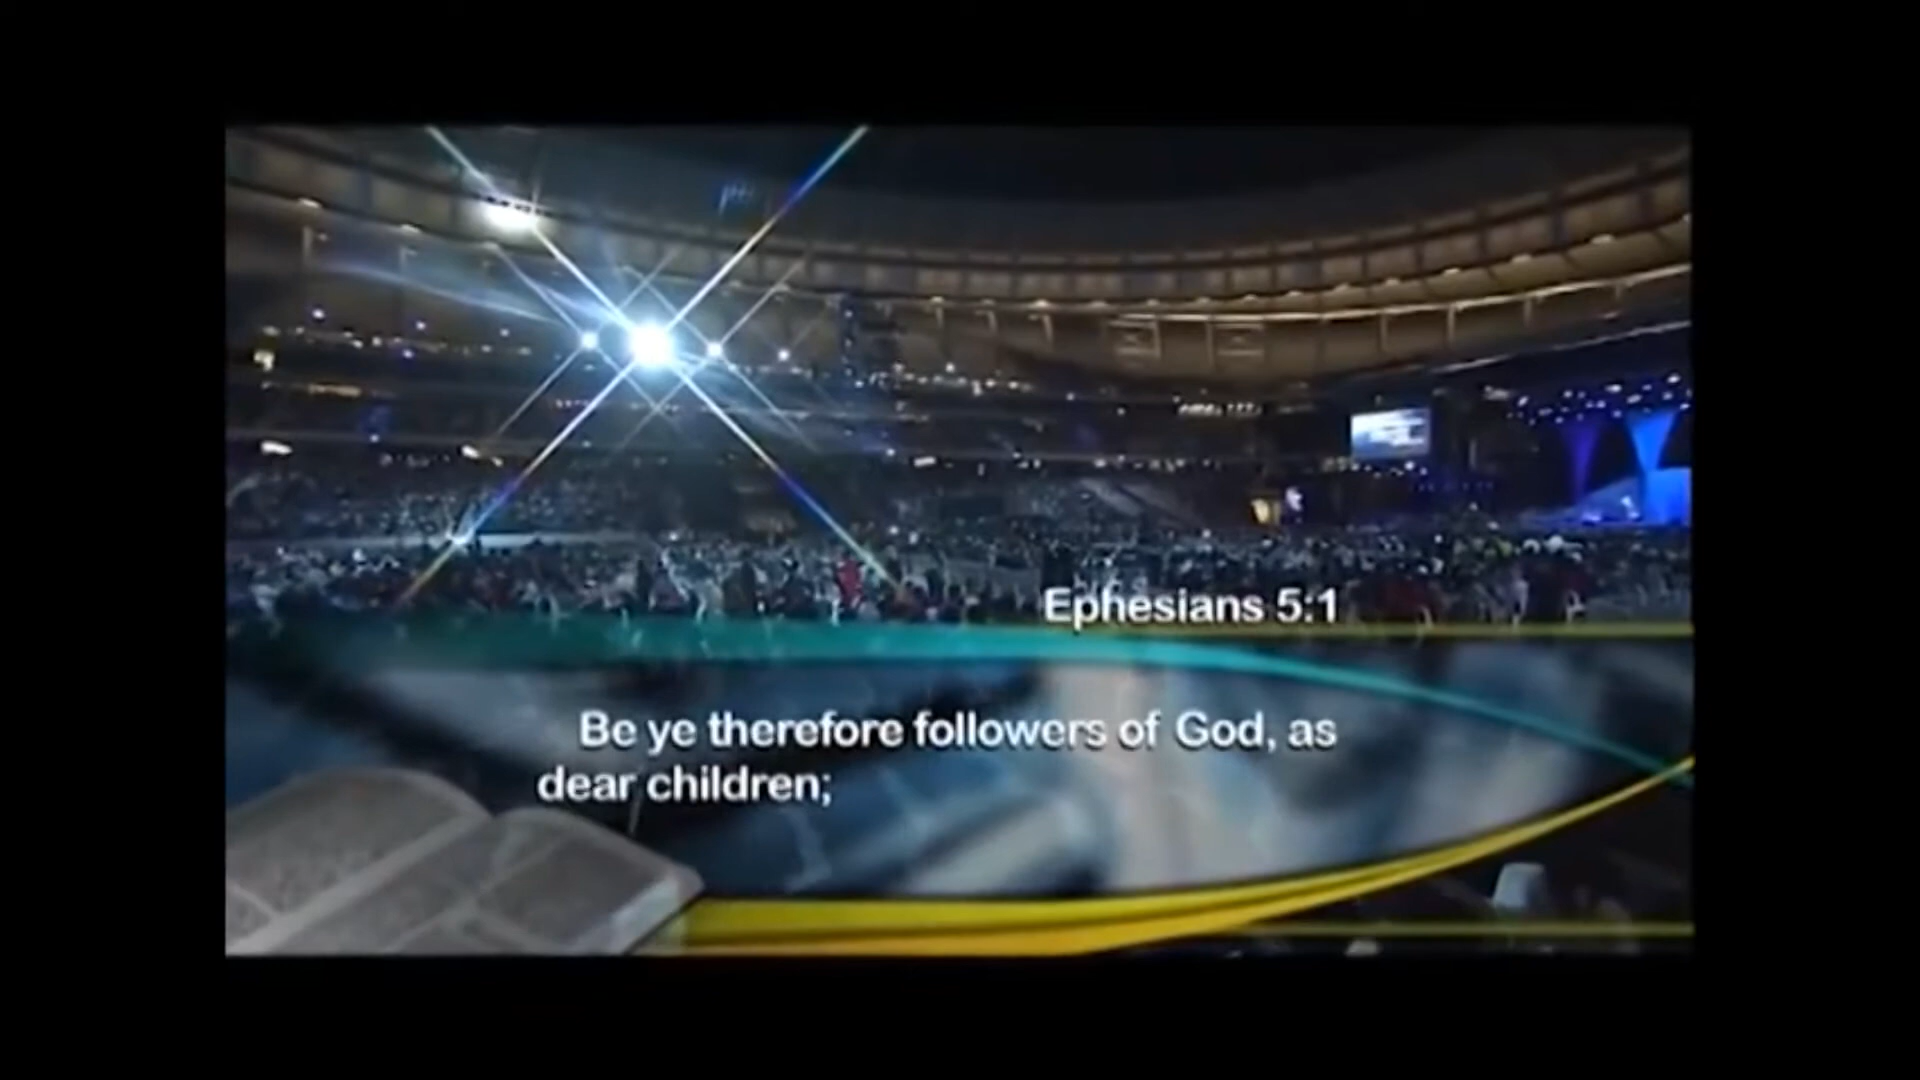 Ephesians 5:1
Be ye therefore followers of God, as
dear children;